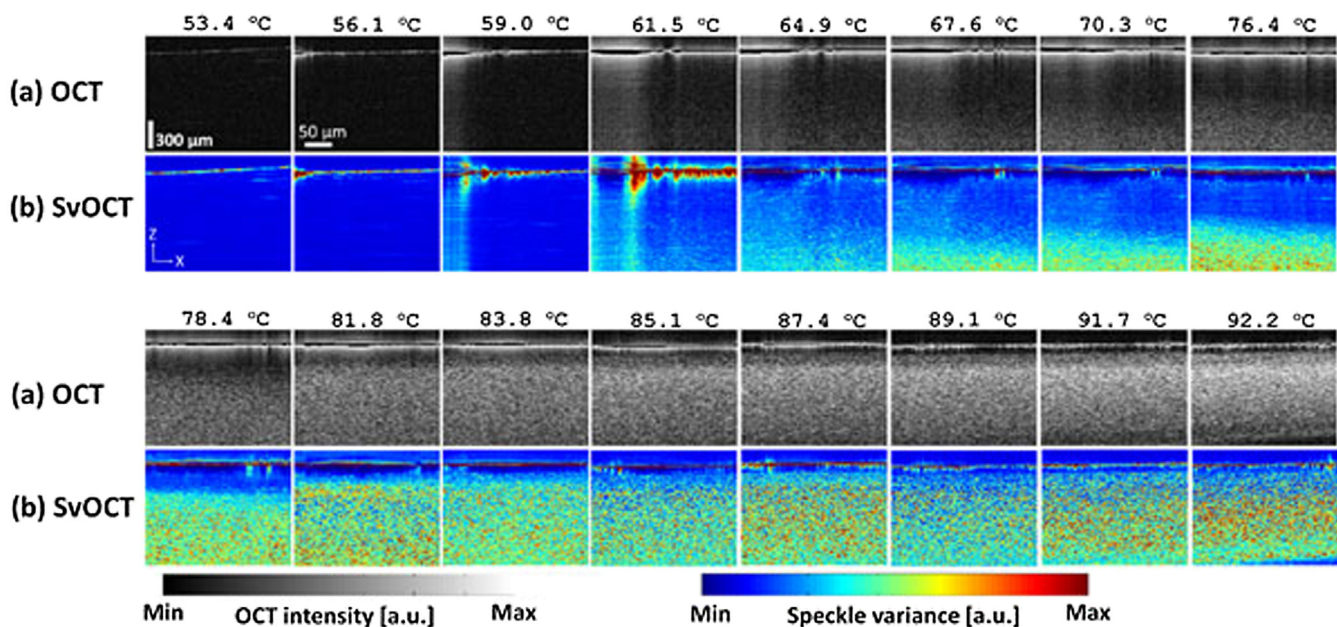 53.4 °C 56.1 °C 59.0 °C 61.5 °C 64.9 °C 67.6 °C 70.3 °C 76.4 °C
(a) OCT
300 µm 50 µm
(b) SvOCT
Z
X
78.4 °C 81.8 °C 83.8 °C 85.1 °C 87.4 °C 89.1 °C 91.7 °C 92.2 °C
(a) OCT
(b) SvOCT
Min OCT intensity [a.u.] Max Min Speckle variance [a.u.] Max